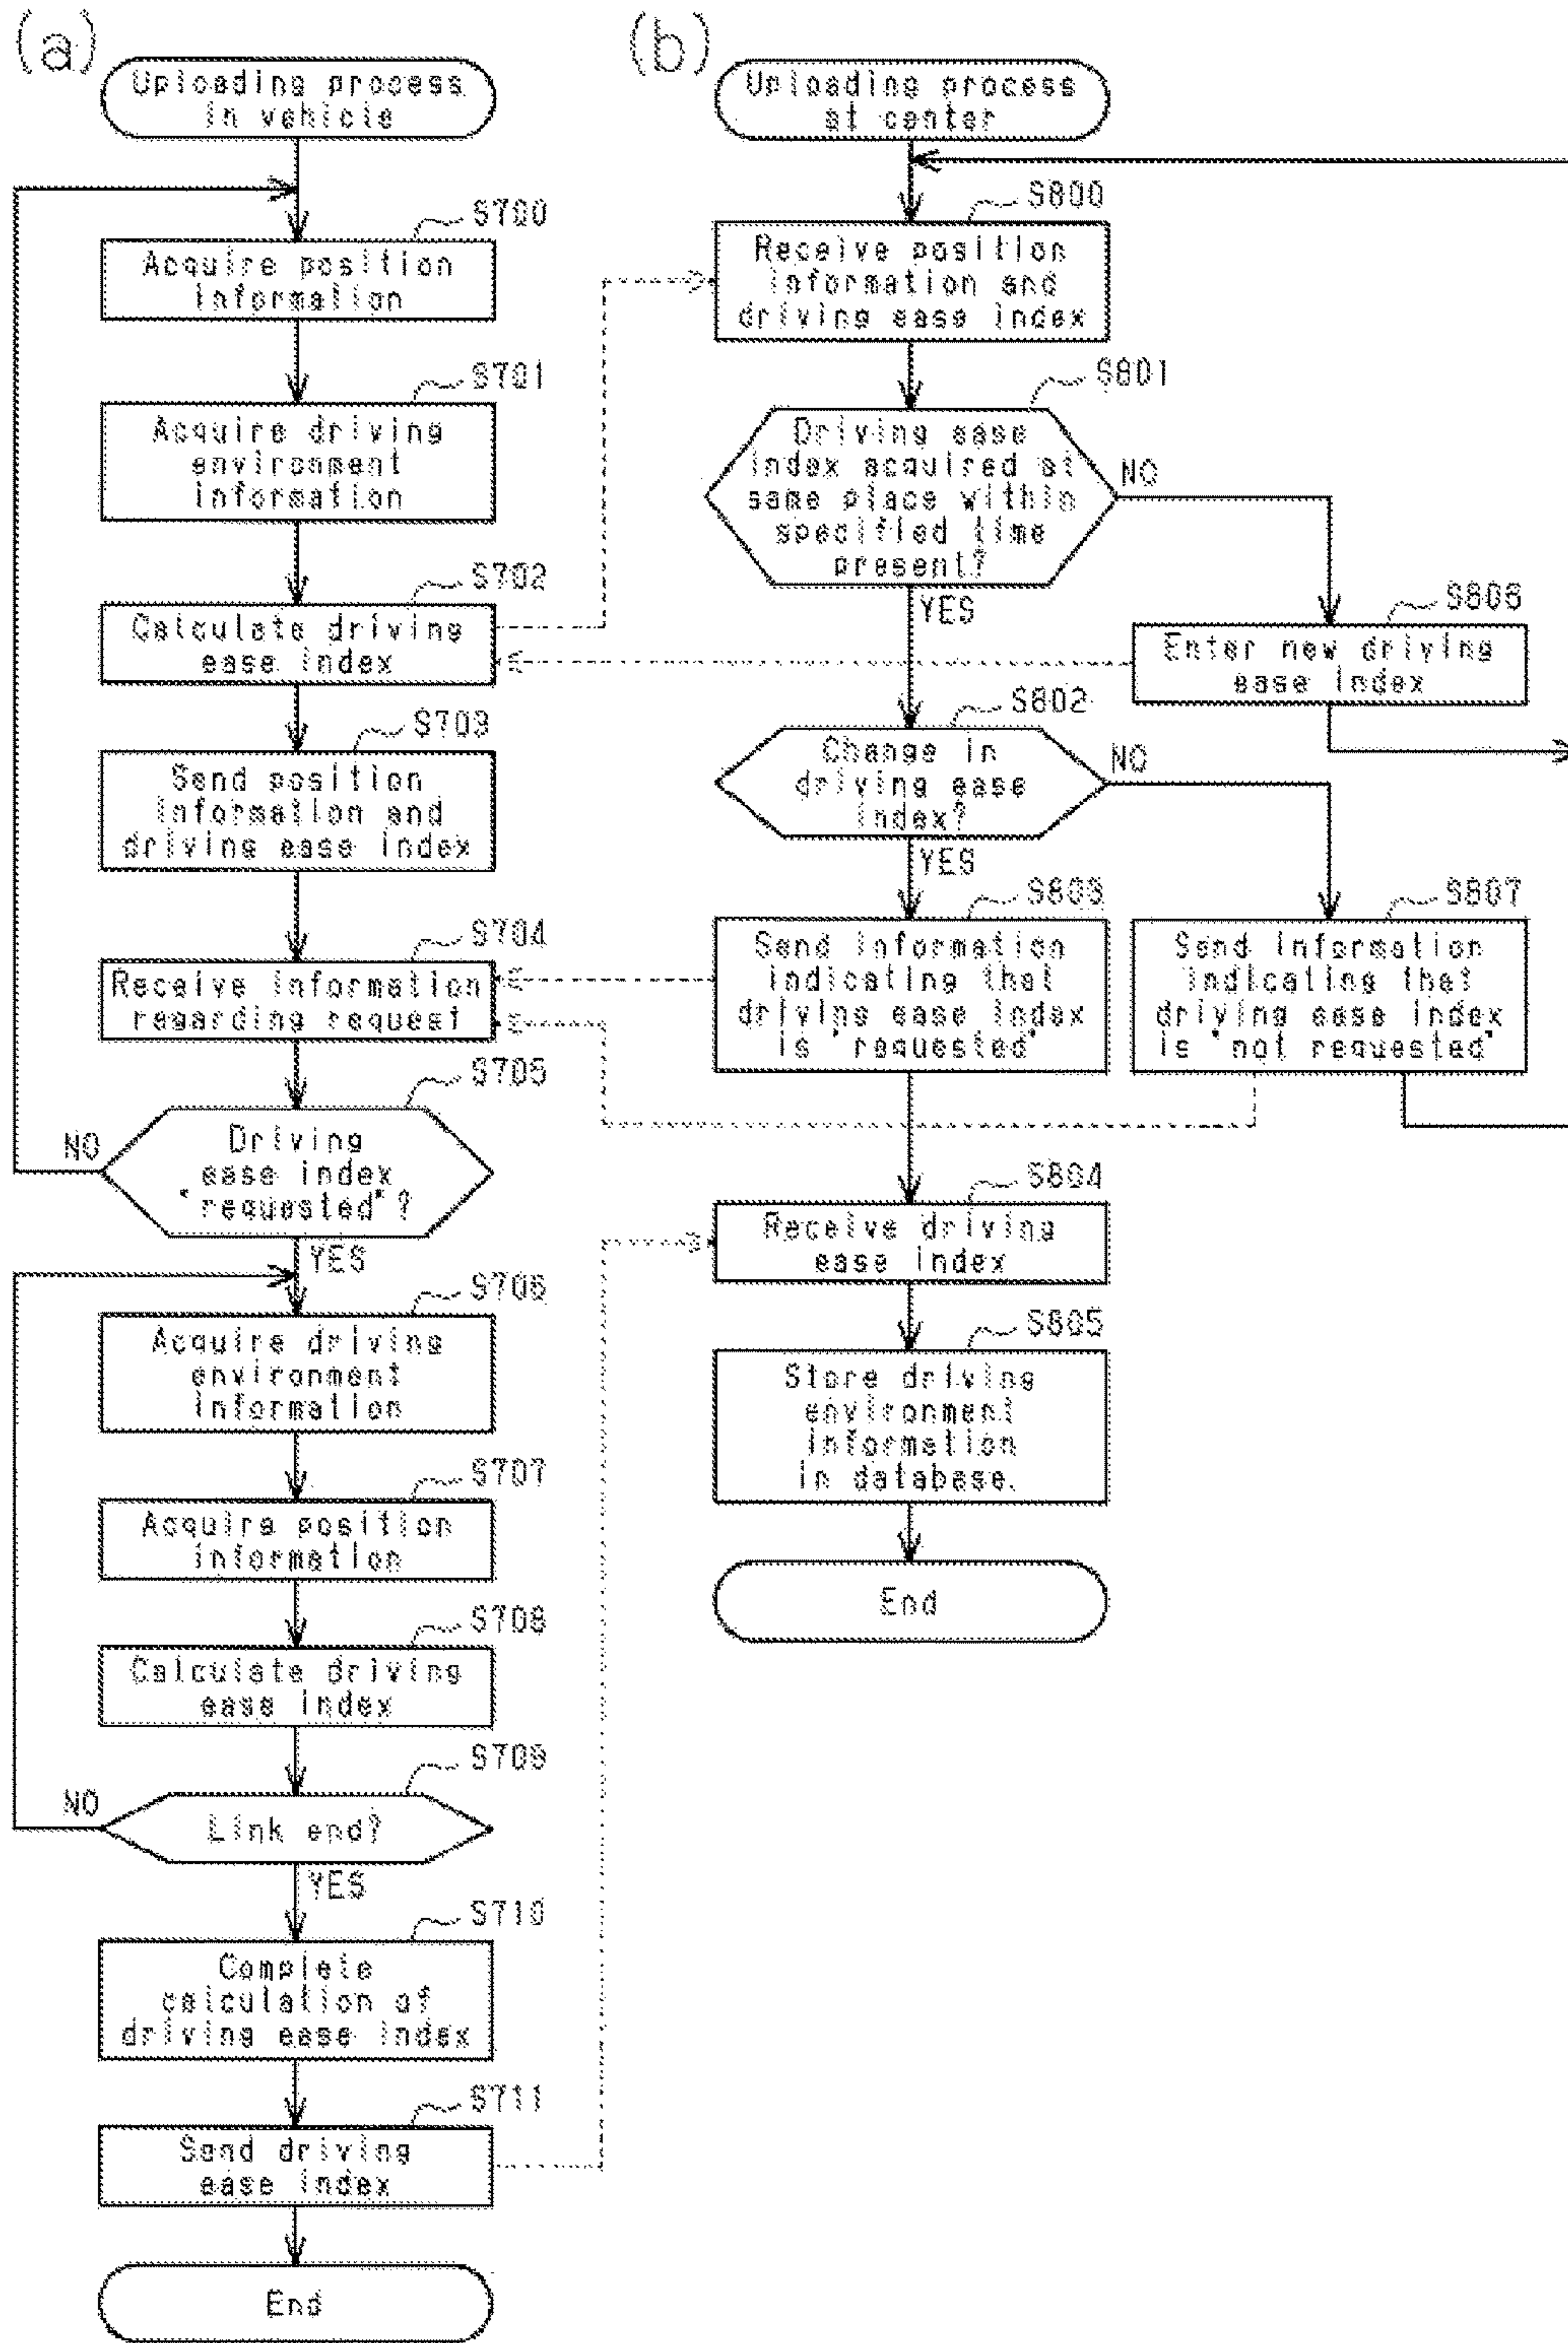 (a)
Uploading process
in vehicle
S700
Acquire position
information
S701
Acquire driving
environment
information
S702
Calculate driving
ease index
S703
Send position
information and
driving ease index
S704
Receive information
regarding request
S705
Driving
ease index
"requested"?
NO
YES
S706
Acquire driving
environment
information
S707
Acquire position
information
S708
Calculate driving
ease index
S709
Link end?
NO
YES
S710
Complete
calculation of
driving ease index
S711
Send driving
ease index
End
(b)
Uploading process
at center
S800
Receive position
information and
driving ease index
S801
Driving ease
index acquired at
same place within
specified time
present?
NO
YES
S806
Enter new driving
ease index
S802
Change in
driving ease
index?
NO
YES
S803
Send information
indicating that
driving ease index
is "requested"
S807
Send information
indicating that
driving ease index
is "not requested"
S804
Receive driving
ease index
S805
Store driving
environment
information
in database.
End